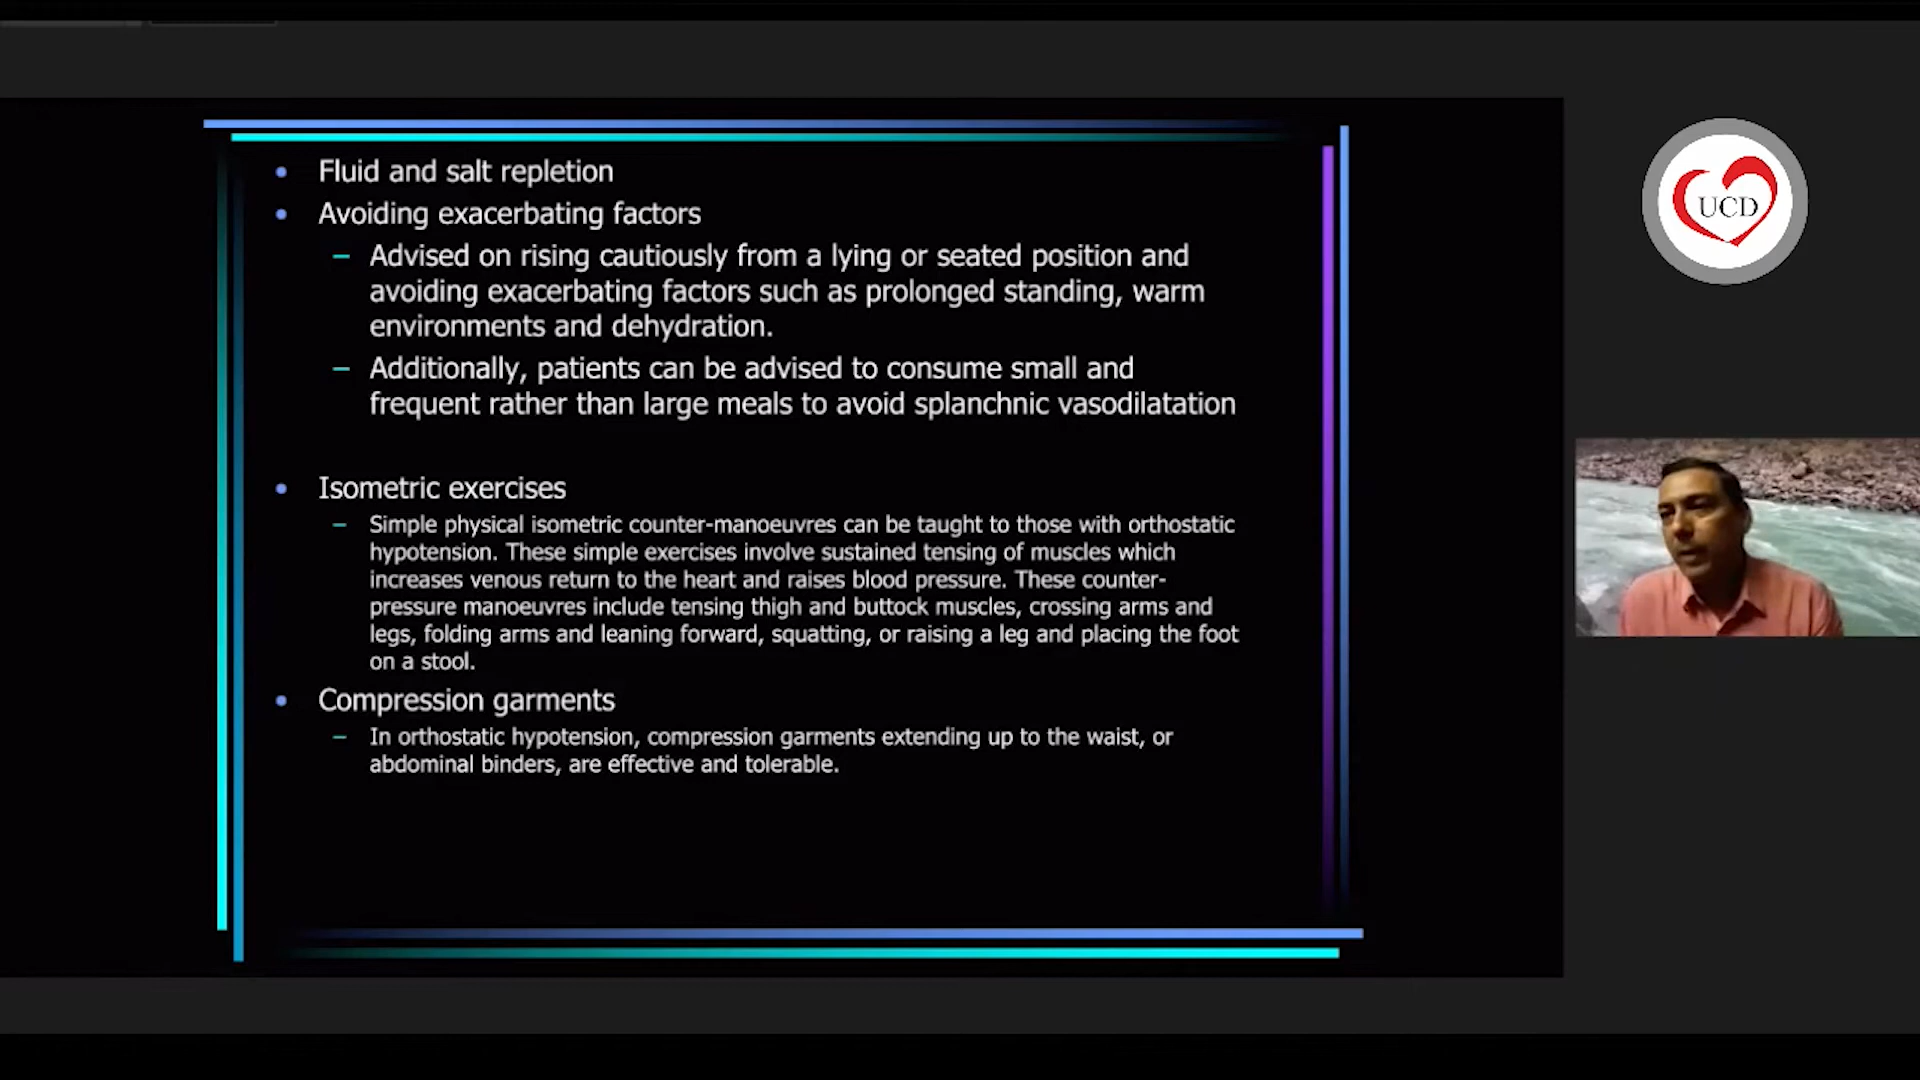 • Fluid and salt repletion
• Avoiding exacerbating factors
– Advised on rising cautiously from a lying or seated position and
avoiding exacerbating factors such as prolonged standing, warm
environments and dehydration.
– Additionally, patients can be advised to consume small and
frequent rather than large meals to avoid splanchnic vasodilatation
• Isometric exercises
– Simple physical isometric counter-manoeuvres can be taught to those with orthostatic
hypotension. These simple exercises involve sustained tensing of muscles which
increases venous return to the heart and raises blood pressure. These counter-
pressure manoeuvres include tensing thigh and buttock muscles, crossing arms and
legs, folding arms and leaning forward, squatting, or raising a leg and placing the foot
on a stool.
• Compression garments
– In orthostatic hypotension, compression garments extending up to the waist, or
abdominal binders, are effective and tolerable.
UCD